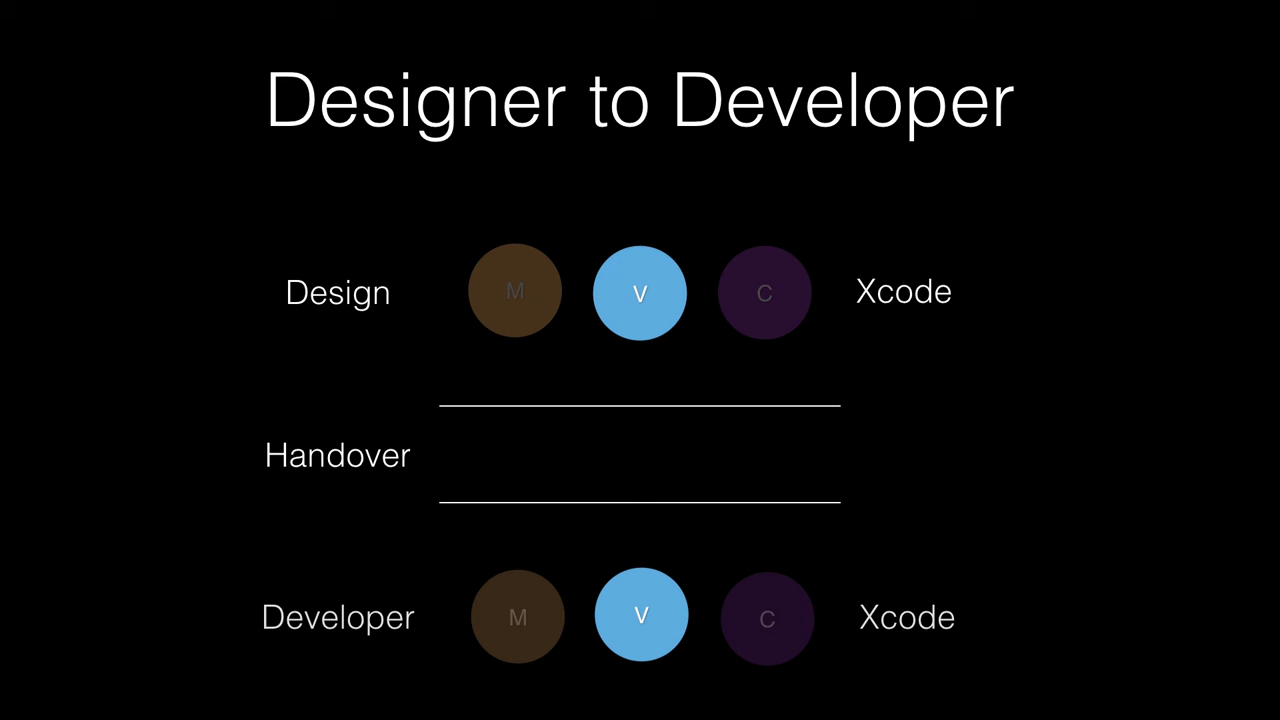 Designer to Developer
Design M V C Xcode
Handover
Developer M V C Xcode